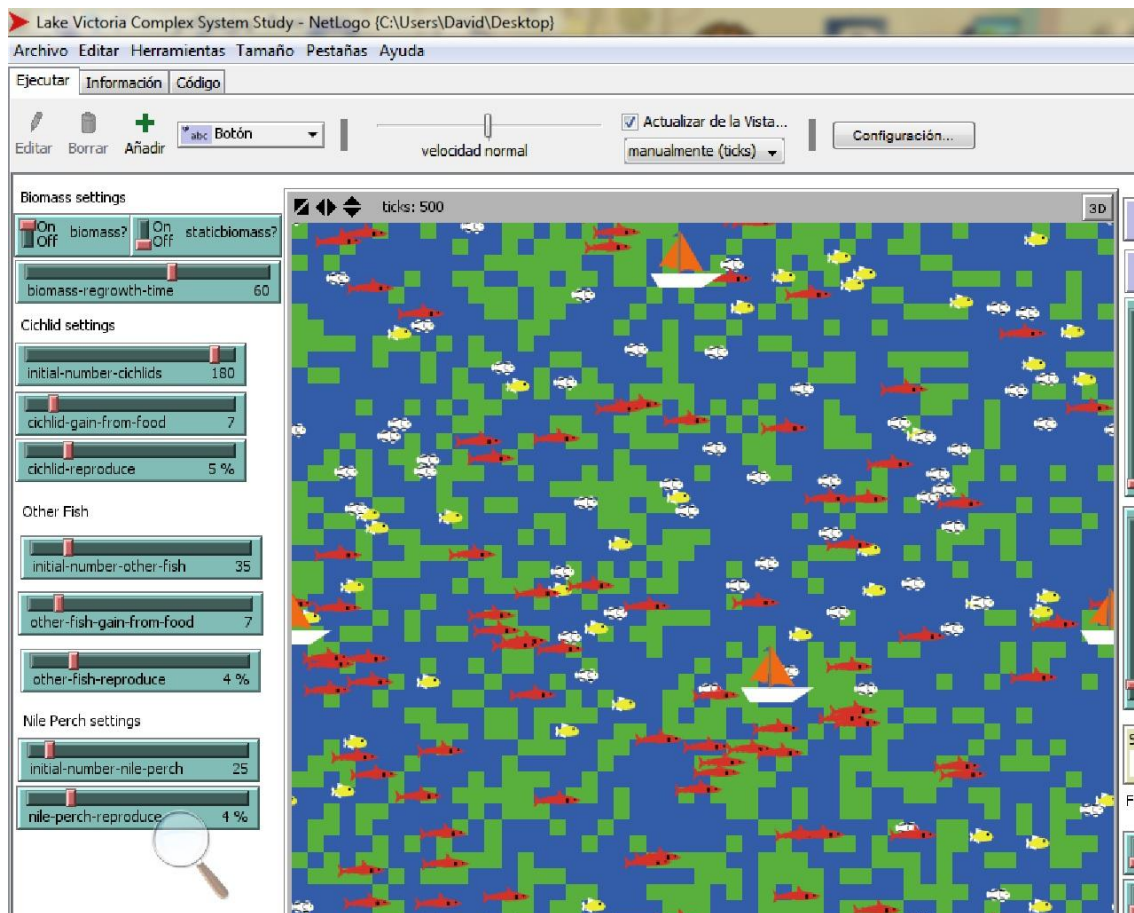 Lake Victoria Complex System Study - NetLogo {C:\Users\David\Desktop}
Archivo Editar Herramientas Tamaño Pestañas Ayuda
Ejecutar Información Código
Editar Borrar Añadir
abc Botón
velocidad normal
Actualizar de la Vista...
manualmente (ticks)
Configuración...
Biomass settings
On Off biomass? On Off staticbiomass?
biomass-regrowth-time 60
Cichlid settings
initial-number-cichlids 180
cichlid-gain-from-food 7
cichlid-reproduce 5 %
Other Fish
initial-number-other-fish 35
other-fish-gain-from-food 7
other-fish-reproduce 4 %
Nile Perch settings
initial-number-nile-perch 25
nile-perch-reproduce 4 %
ticks: 500
3D